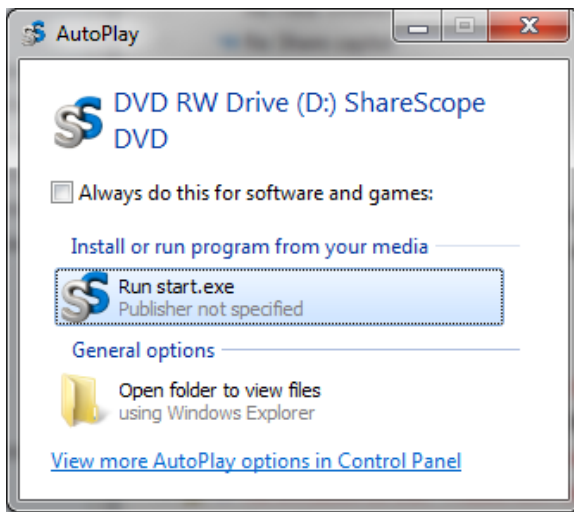 AutoPlay
DVD RW Drive (D:) ShareScope
DVD
Always do this for software and games:
Install or run program from your media
Run start.exe
Publisher not specified
General options
Open folder to view files
using Windows Explorer
View more AutoPlay options in Control Panel